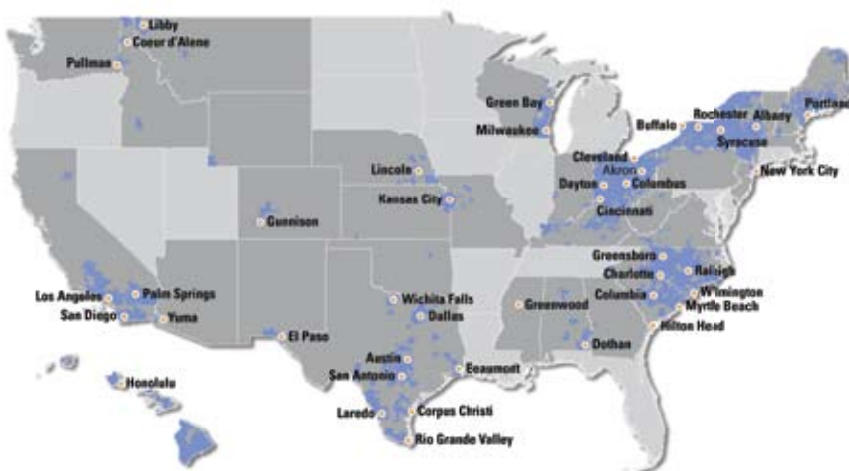 Libby
Coeur d'Alene
Pullman
Green Bay
Milwaukee
Buffalo
Rochester
Albany
Portland
Syracuse
Cleveland
Akron
New York City
Lincoln
Dayton
Columbus
Kansas City
Cincinnati
Gunnison
Greensboro
Raleigh
Charlotte
Los Angeles
Palm Springs
Wichita Falls
Greenwood
Columbia
Wilmington
Myrtle Beach
San Diego
Yuma
Dallas
Hilton Head
El Paso
Dothan
Austin
Beaumont
San Antonio
Honolulu
Laredo
Corpus Christi
Rio Grande Valley